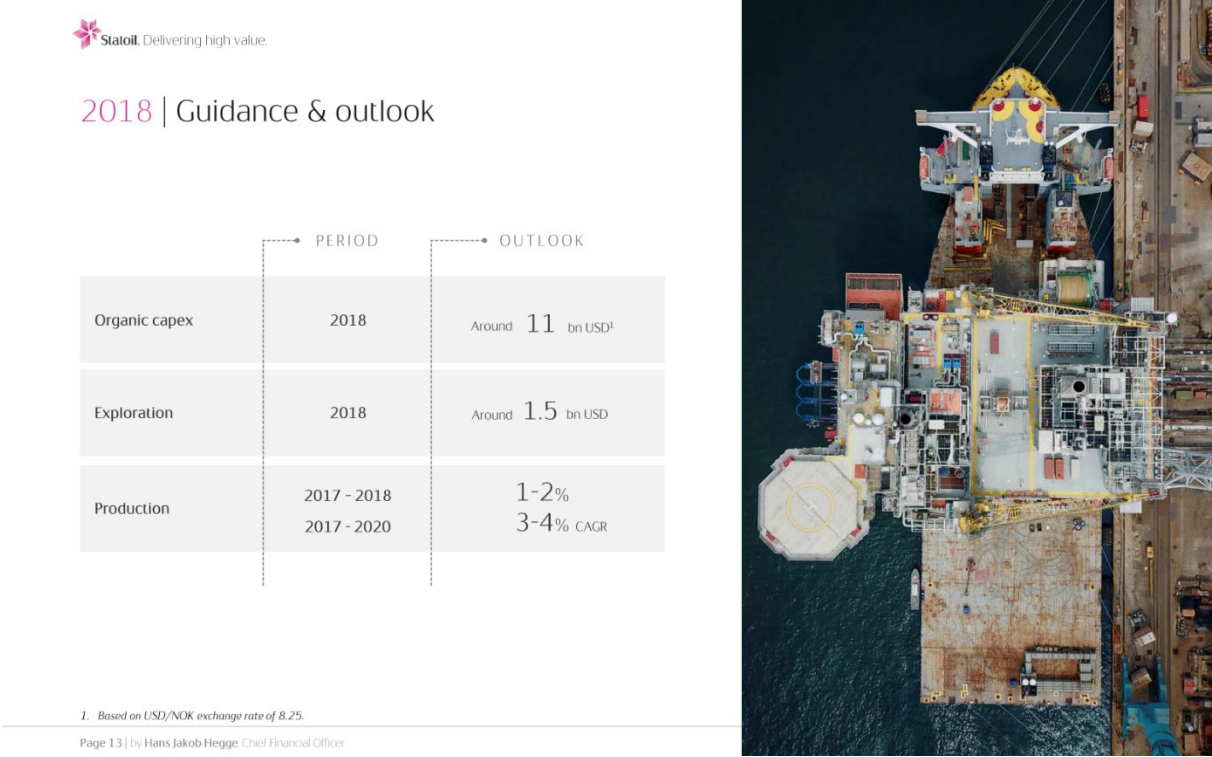 Statoil. Delivering high value.
2018 | Guidance & outlook
PERIOD OUTLOOK
Organic capex 2018 Around 11 bn USD¹
Exploration 2018 Around 1.5 bn USD
Production
2017 - 2018 1-2%
2017 - 2020 3-4% CAGR
1. Based on USD/NOK exchange rate of 8.25.
Page 13 | by Hans Jakob Hegge, Chief Financial Officer